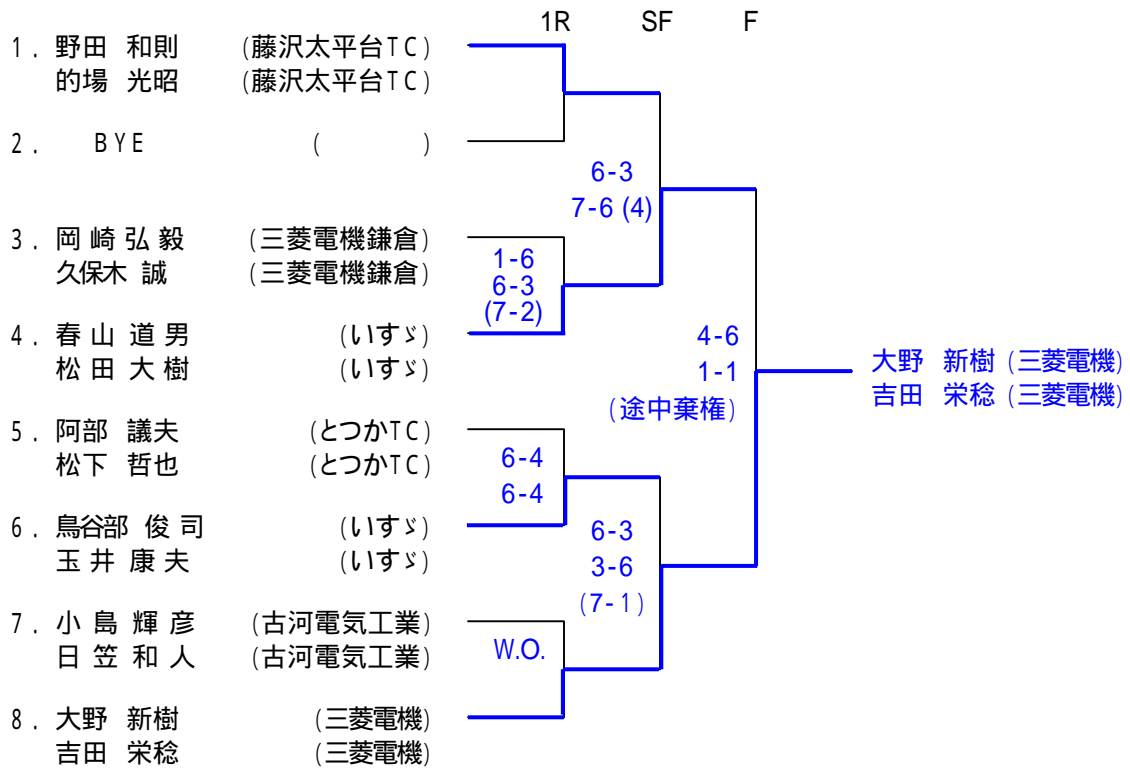 1R SF F
1. 野田 和則 (藤沢太平台TC)
的場 光昭 (藤沢太平台TC)
2. BYE ( )
6-3
7-6 (4)
3. 岡崎弘毅 (三菱電機鎌倉)
久保木 誠 (三菱電機鎌倉)
1-6
6-3
(7-2)
4. 春山道男 (いすゞ)
松田大樹 (いすゞ)
4-6
1-1
(途中棄権)
大野 新樹 (三菱電機)
吉田 栄稔 (三菱電機)
5. 阿部 議夫 (とつかTC)
松下 哲也 (とつかTC)
6-4
6-4
6. 鳥谷部 俊司 (いすゞ)
玉井康夫 (いすゞ)
6-3
3-6
(7-1)
7. 小島輝彦 (古河電気工業)
日笠和人 (古河電気工業)
W.O.
8. 大野 新樹 (三菱電機)
吉田 栄稔 (三菱電機)